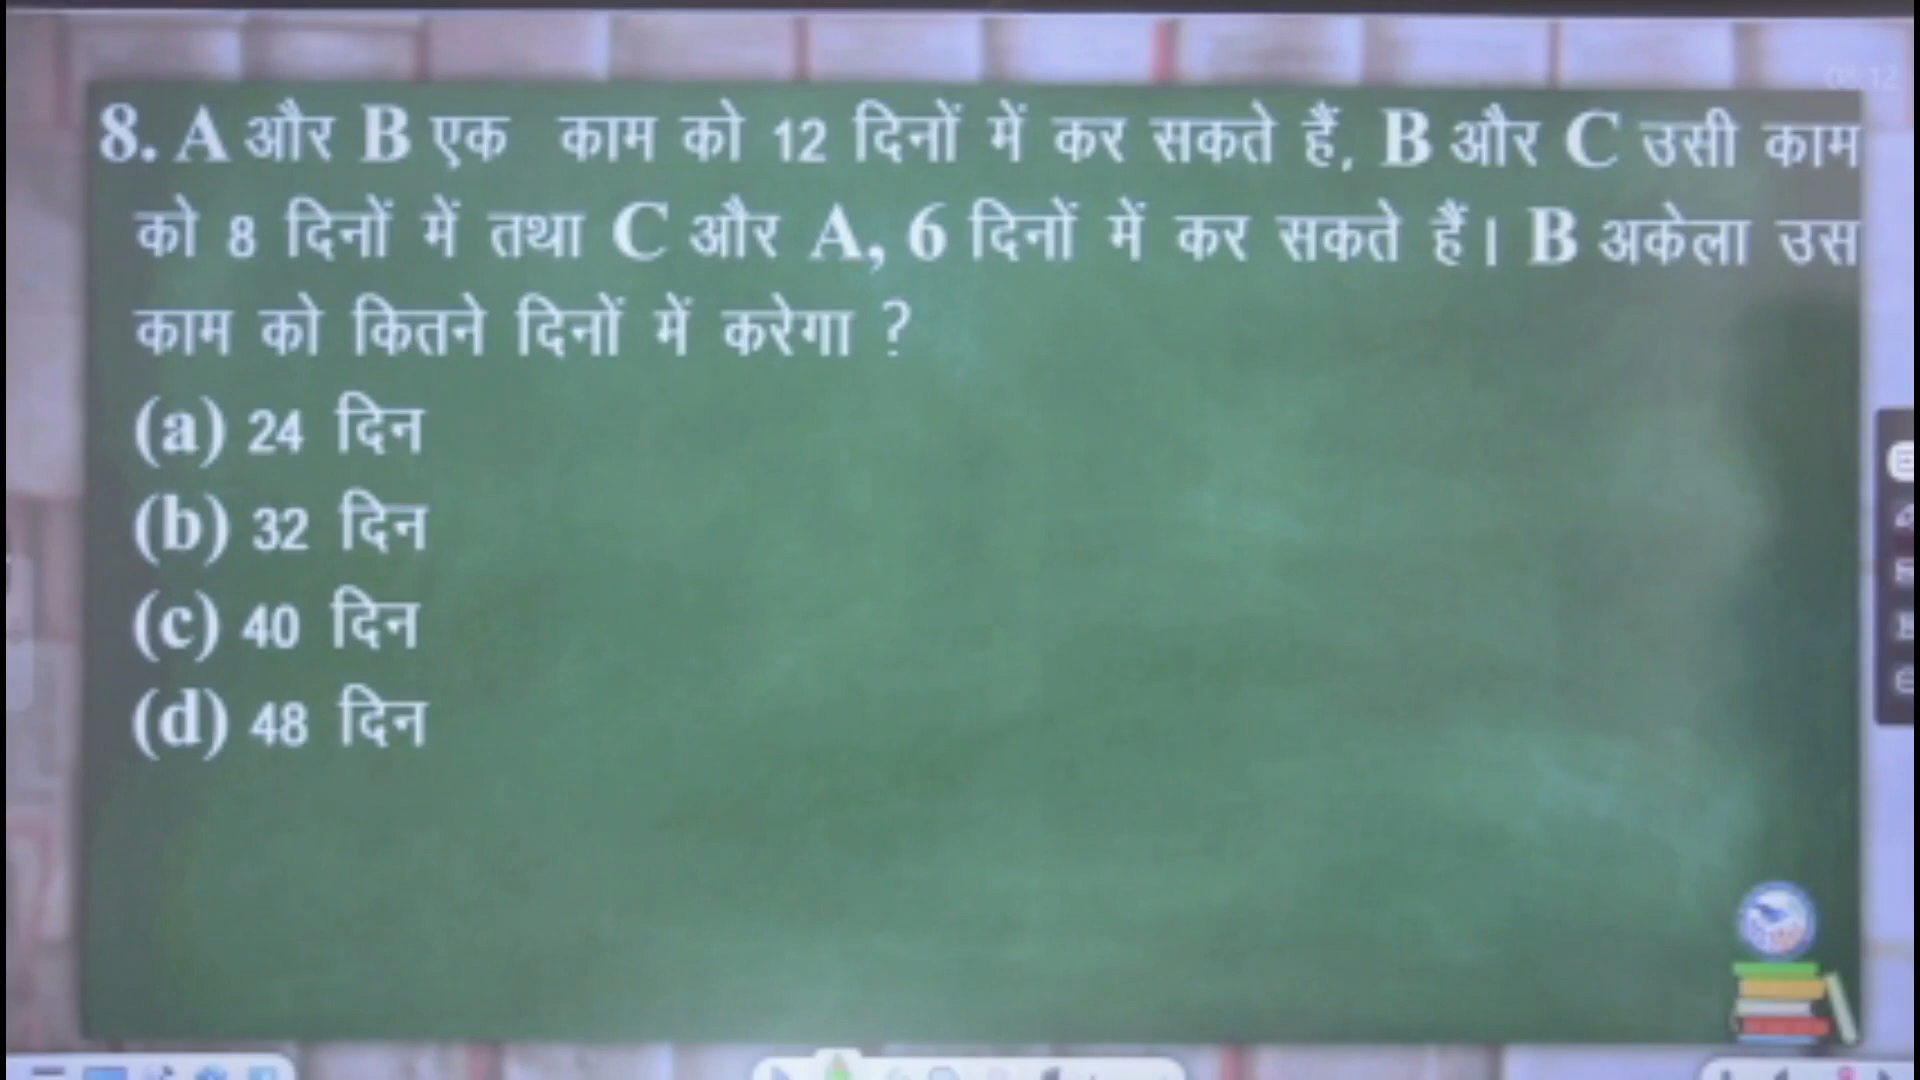 8. A और B एक काम को 12 दिनों में कर सकते हैं, B और C उसी काम
को 8 दिनों में तथा C और A, 6 दिनों में कर सकते हैं। B अकेला उस
काम को कितने दिनों में करेगा ?
(a) 24 दिन
(b) 32 दिन
(c) 40 दिन
(d) 48 दिन